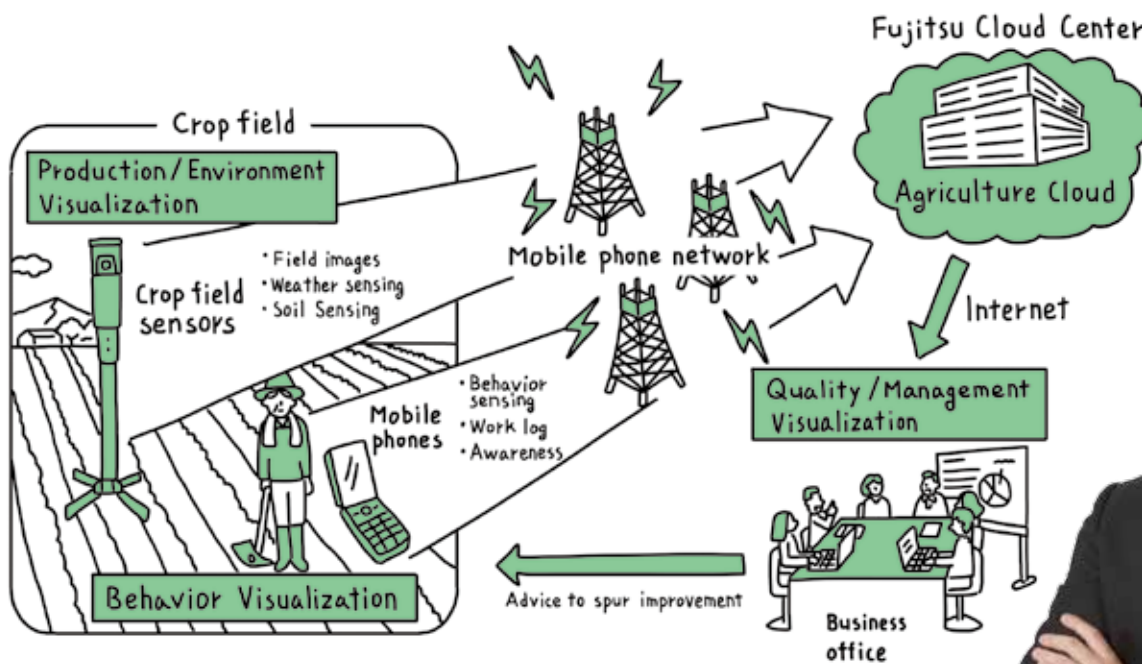 Fujitsu Cloud Center
Agriculture Cloud
Crop field
Production/Environment
Visualization
Crop field
sensors
・Field images
・Weather sensing
・Soil Sensing
Mobile phone network
Mobile
phones
・Behavior
sensing
・Work log
・Awareness
Behavior Visualization
Internet
Quality/Management
Visualization
Business
office
Advice to spur improvement